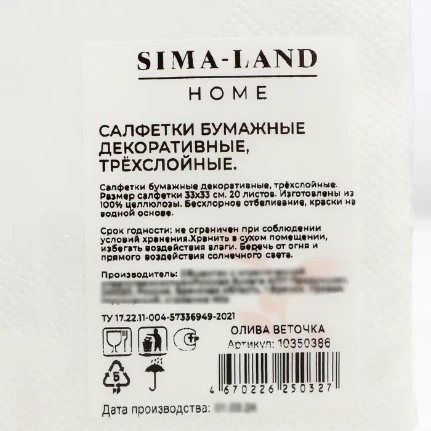 SIMA-LAND
HOME
САЛФЕТКИ БУМАЖНЫЕ
ДЕКОРАТИВНЫЕ,
ТРЁХСЛОЙНЫЕ.
Салфетки бумажные декоративные, трёхслойные.
Размер салфетки 33х33 см. 20 листов. Изготовлены из
100% целлюлозы. Бесхлорное отбеливание, краски на
водной основе.
Срок годности: не ограничен при соблюдении
условий хранения.Хранить в сухом помещении,
избегать воздействия влаги. Беречь от огня и
прямого воздействия солнечного света.
Производитель:
ТУ 17.22.11-004-57336949-2021
ОЛИВА ВЕТОЧКА
Артикул: 10350386
4 670226 250327
Дата производства: